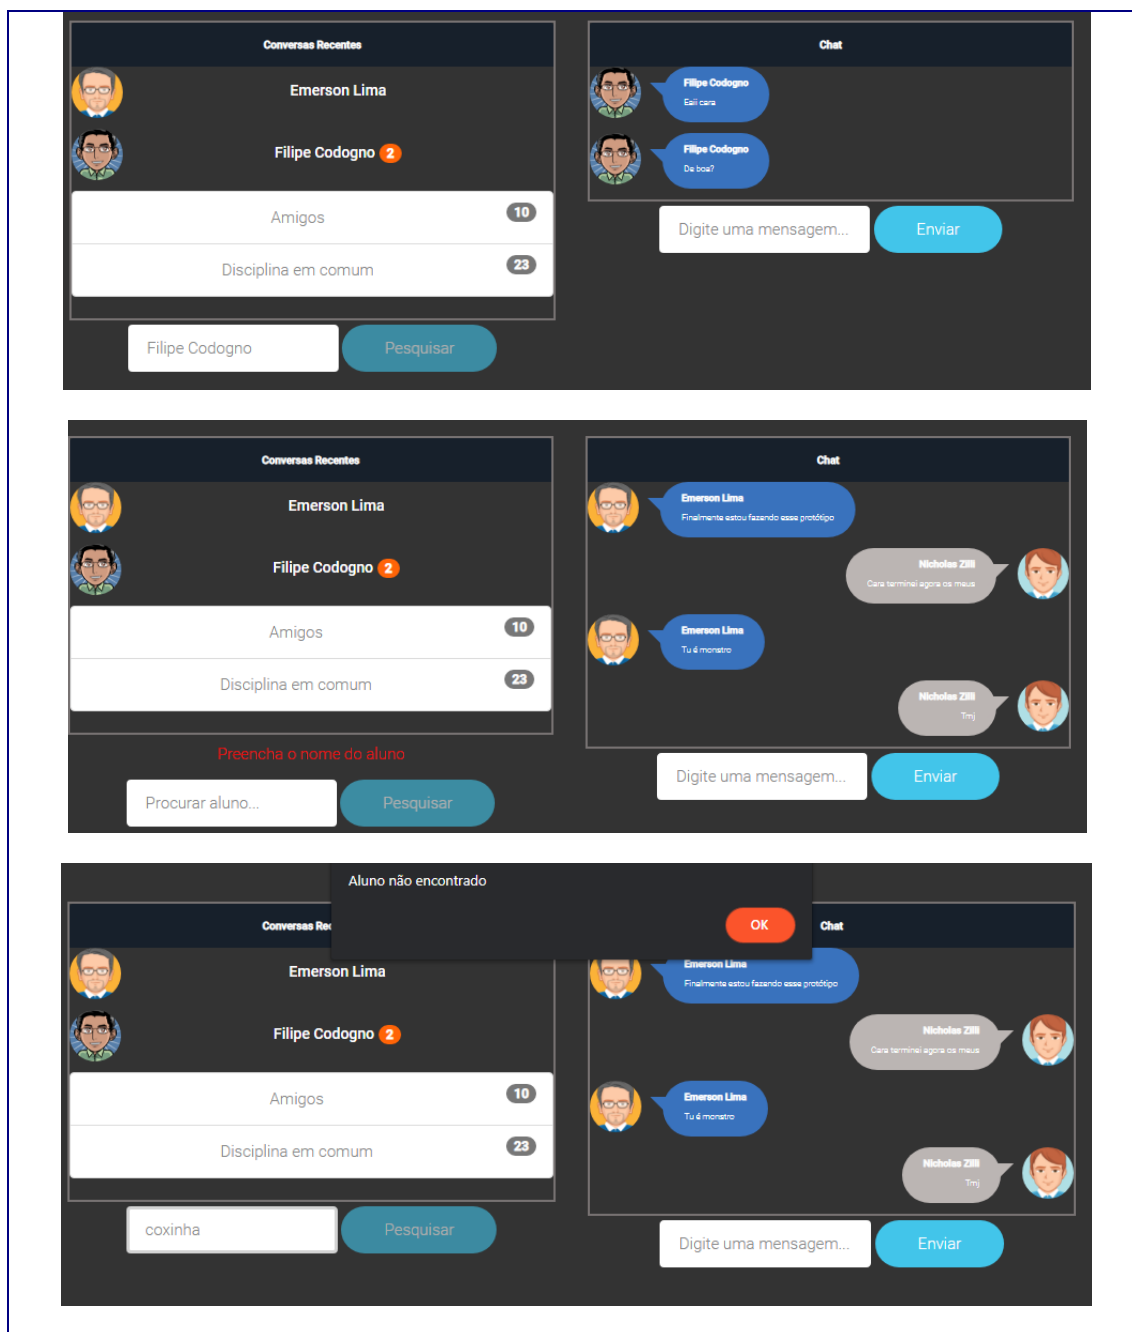 Conversas Recentes
Emerson Lima
Filipe Codogno 2
Amigos 10
Disciplina em comum 23
Filipe Codogno Pesquisar
Chat
Filipe Codogno
Eaii cara
Filipe Codogno
De boa?
Digite uma mensagem... Enviar
Conversas Recentes
Emerson Lima
Filipe Codogno 2
Amigos 10
Disciplina em comum 23
Preencha o nome do aluno
Procurar aluno... Pesquisar
Chat
Emerson Lima
Finalmente estou fazendo esse protótipo
Nicholas Zilli
Cara terminei agora os meus
Emerson Lima
Tu é monstro
Nicholas Zilli
Tmj
Digite uma mensagem... Enviar
Aluno não encontrado
OK
Conversas Rec
Emerson Lima
Filipe Codogno 2
Amigos 10
Disciplina em comum 23
coxinha Pesquisar
Chat
Emerson Lima
Finalmente estou fazendo esse protótipo
Nicholas Zilli
Cara terminei agora os meus
Emerson Lima
Tu é monstro
Nicholas Zilli
Tmj
Digite uma mensagem... Enviar